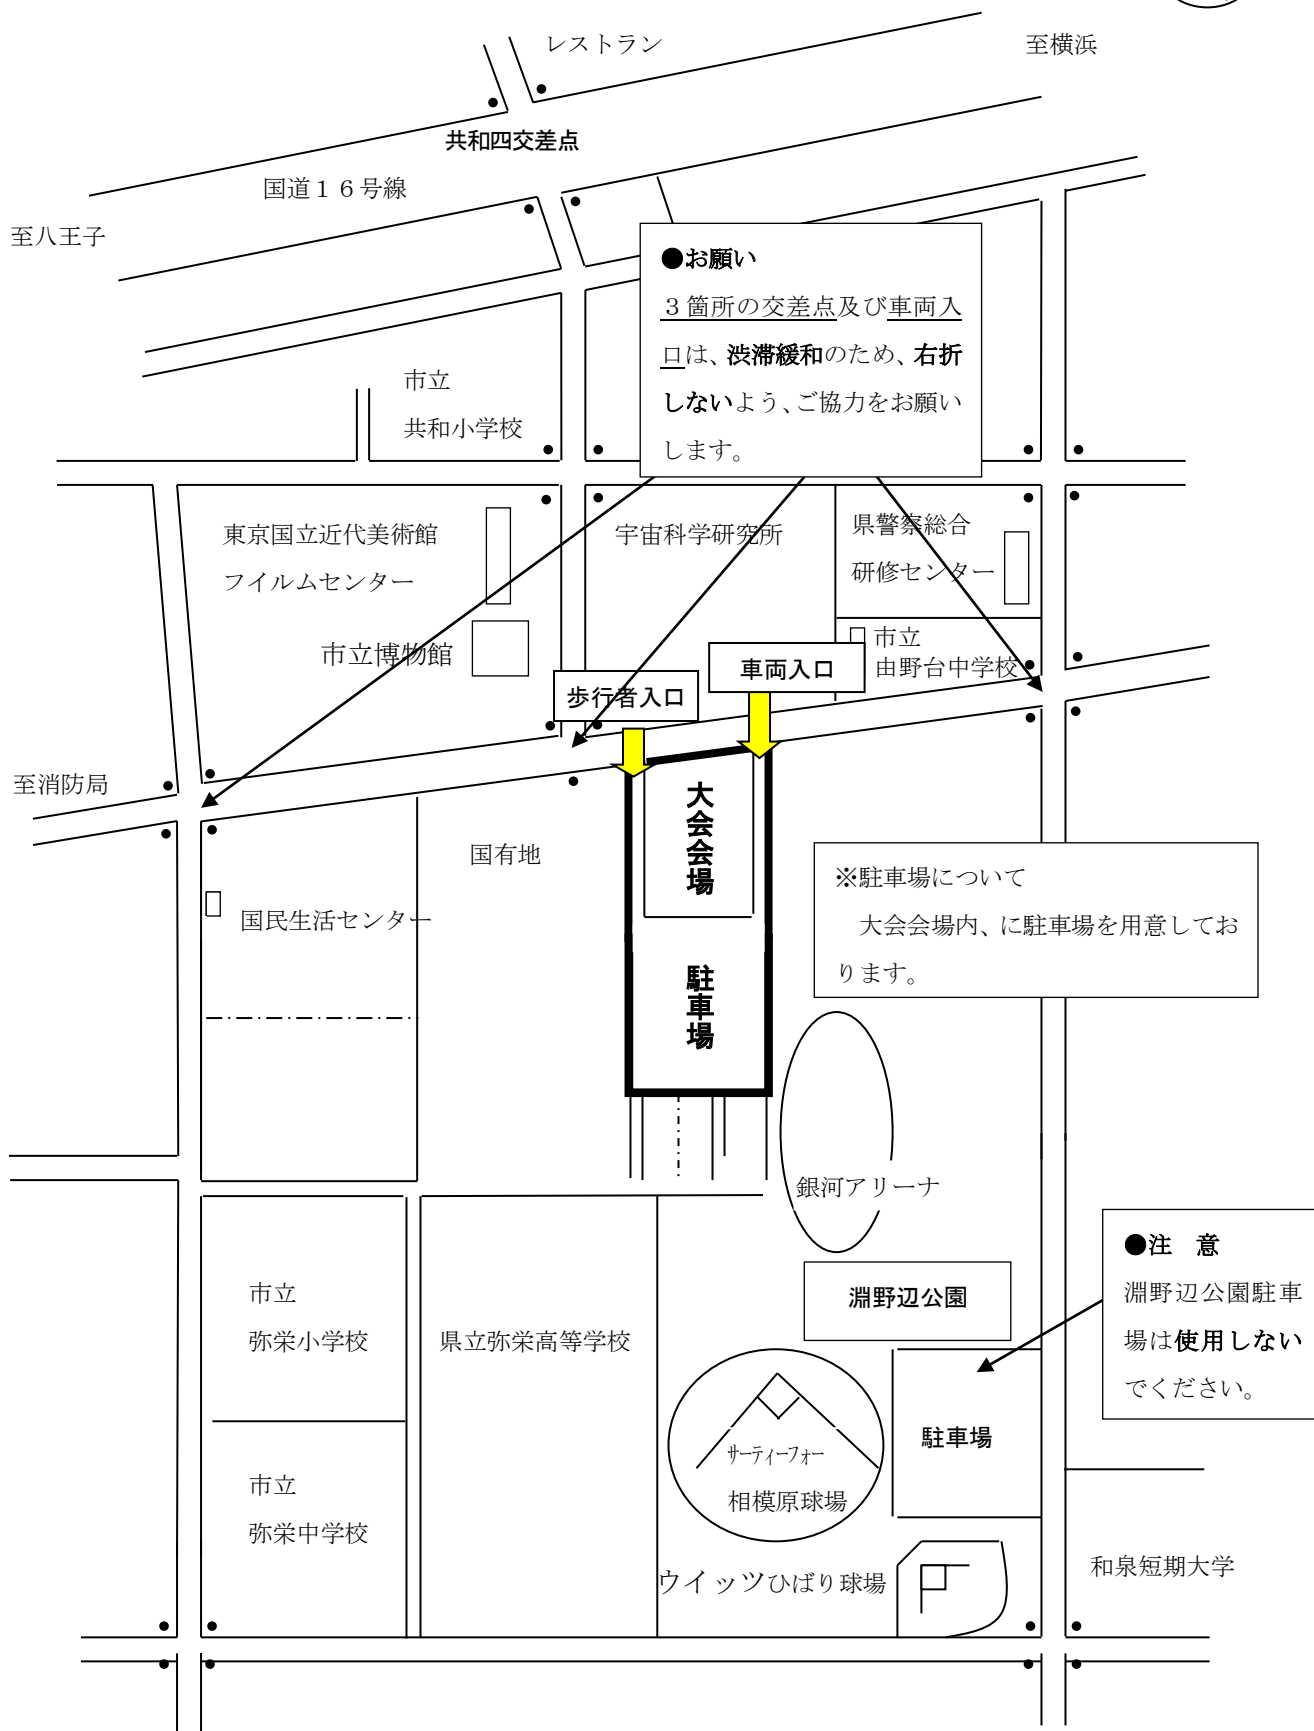 レストラン
至横浜
共和四交差点
国道１６号線
至八王子
●お願い
３箇所の交差点及び車両入
口は、渋滞緩和のため、右折
しないよう、ご協力をお願い
します。
市立
共和小学校
東京国立近代美術館
フイルムセンター
宇宙科学研究所
県警察総合
研修センター
市立博物館
市立
由野台中学校
車両入口
歩行者入口
至消防局
大会会場
国有地
※駐車場について
大会会場内、に駐車場を用意してお
ります。
国民生活センター
駐車場
銀河アリーナ
●注　意
淵野辺公園駐車
場は使用しない
でください。
淵野辺公園
市立
弥栄小学校
県立弥栄高等学校
駐車場
サーティーフォー
相模原球場
市立
弥栄中学校
ウイッツひばり球場
和泉短期大学